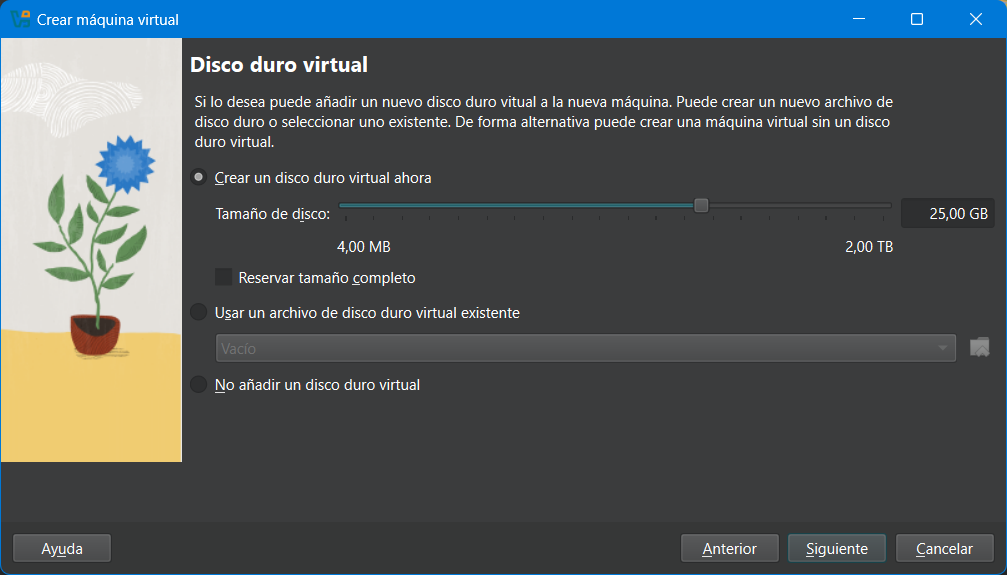 Crear máquina virtual
Disco duro virtual
Si lo desea puede añadir un nuevo disco duro vitual a la nueva máquina. Puede crear un nuevo archivo de
disco duro o seleccionar uno existente. De forma alternativa puede crear una máquina virtual sin un disco
duro virtual.
Crear un disco duro virtual ahora
Tamaño de disco:
25,00 GB
4,00 MB
2,00 TB
Reservar tamaño completo
Usar un archivo de disco duro virtual existente
Vacío
No añadir un disco duro virtual
Ayuda
Anterior
Siguiente
Cancelar